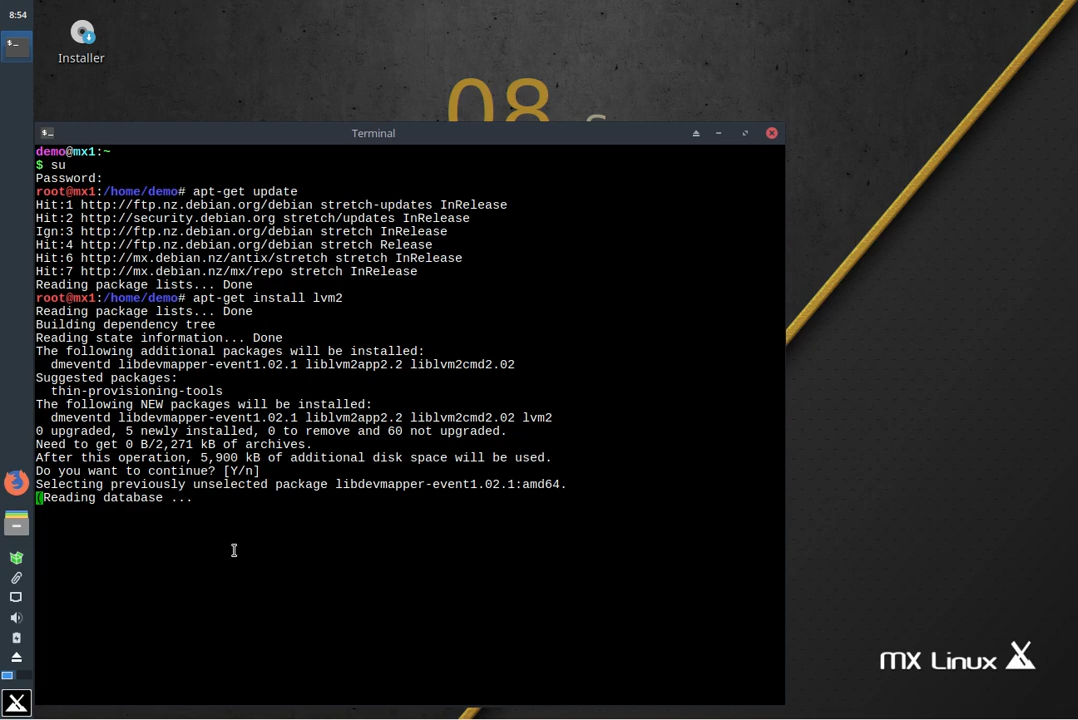 8:54
Installer
08
Terminal
demo@mx1:~
$ su
Password:
root@mx1:/home/demo# apt-get update
Hit:1 http://ftp.nz.debian.org/debian stretch-updates InRelease
Hit:2 http://security.debian.org stretch/updates InRelease
Ign:3 http://ftp.nz.debian.org/debian stretch InRelease
Hit:4 http://ftp.nz.debian.org/debian stretch Release
Hit:6 http://mx.debian.nz/antix/stretch stretch InRelease
Hit:7 http://mx.debian.nz/mx/repo stretch InRelease
Reading package lists... Done
root@mx1:/home/demo# apt-get install lvm2
Reading package lists... Done
Building dependency tree
Reading state information... Done
The following additional packages will be installed:
  dmeventd libdevmapper-event1.02.1 liblvm2app2.2 liblvm2cmd2.02
Suggested packages:
  thin-provisioning-tools
The following NEW packages will be installed:
  dmeventd libdevmapper-event1.02.1 liblvm2app2.2 liblvm2cmd2.02 lvm2
0 upgraded, 5 newly installed, 0 to remove and 60 not upgraded.
Need to get 0 B/2,271 kB of archives.
After this operation, 5,900 kB of additional disk space will be used.
Do you want to continue? [Y/n]
Selecting previously unselected package libdevmapper-event1.02.1:amd64.
(Reading database ...
MX Linux